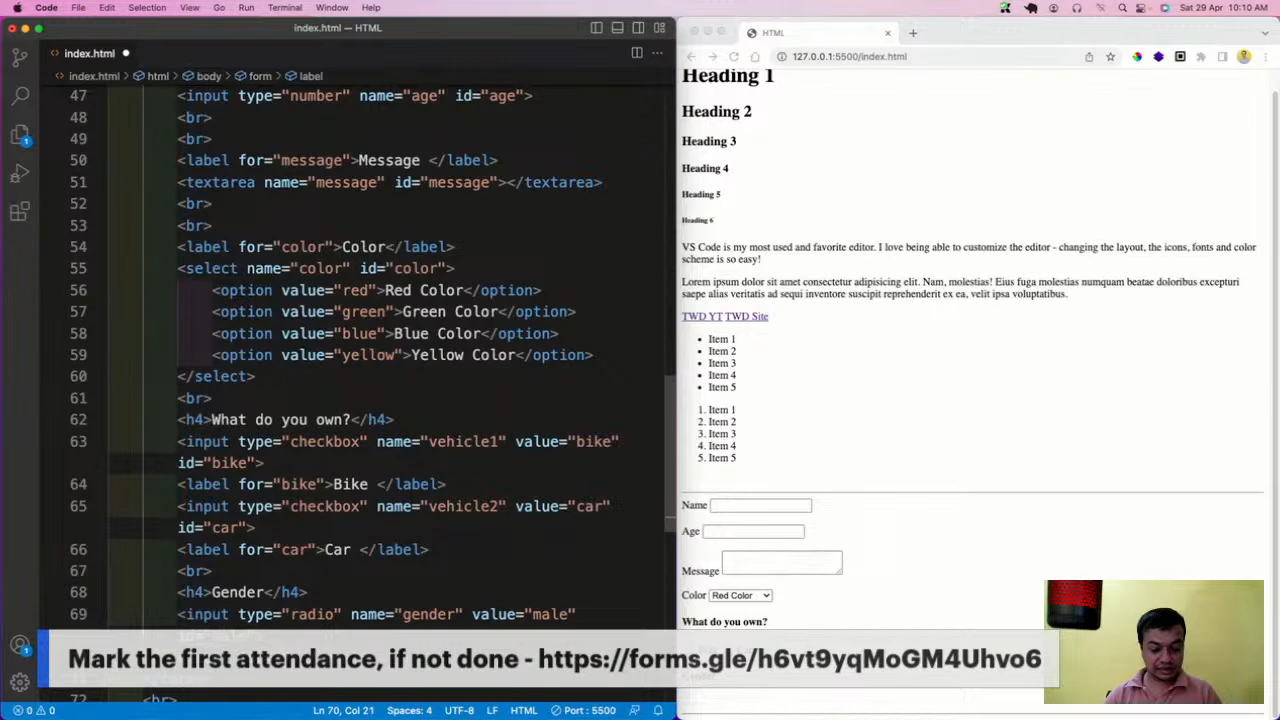 Code File Edit Selection View Go Run Terminal Window Help
Sat 29 Apr 10:10 AM
index.html — HTML
index.html
index.html > html > body > form > label
47 <input type="number" name="age" id="age">
48 <br>
49 <br>
50 <label for="message">Message </label>
51 <textarea name="message" id="message"></textarea>
52 <br>
53 <br>
54 <label for="color">Color</label>
55 <select name="color" id="color">
56 <option value="red">Red Color</option>
57 <option value="green">Green Color</option>
58 <option value="blue">Blue Color</option>
59 <option value="yellow">Yellow Color</option>
60 </select>
61 <br>
62 <h4>What do you own?</h4>
63 <input type="checkbox" name="vehicle1" value="bike"
id="bike">
64 <label for="bike">Bike </label>
65 <input type="checkbox" name="vehicle2" value="car"
id="car">
66 <label for="car">Car </label>
67 <br>
68 <h4>Gender</h4>
69 <input type="radio" name="gender" value="male"
72 <br>
0 0 Ln 70, Col 21 Spaces: 4 UTF-8 LF HTML Port : 5500
HTML
127.0.0.1:5500/index.html
Heading 1
Heading 2
Heading 3
Heading 4
Heading 5
Heading 6
VS Code is my most used and favorite editor. I love being able to customize the editor - changing the layout, the icons, fonts and color
scheme is so easy!
Lorem ipsum dolor sit amet consectetur adipisicing elit. Nam, molestias! Eius fuga molestias numquam beatae doloribus excepturi
saepe alias veritatis ad sequi inventore suscipit reprehenderit ex ea, velit ipsa voluptatibus.
TWD YT TWD Site
• Item 1
• Item 2
• Item 3
• Item 4
• Item 5
1. Item 1
2. Item 2
3. Item 3
4. Item 4
5. Item 5
Name
Age
Message
Color Red Color
What do you own?
Mark the first attendance, if not done - https://forms.gle/h6vt9yqMoGM4Uhvo6